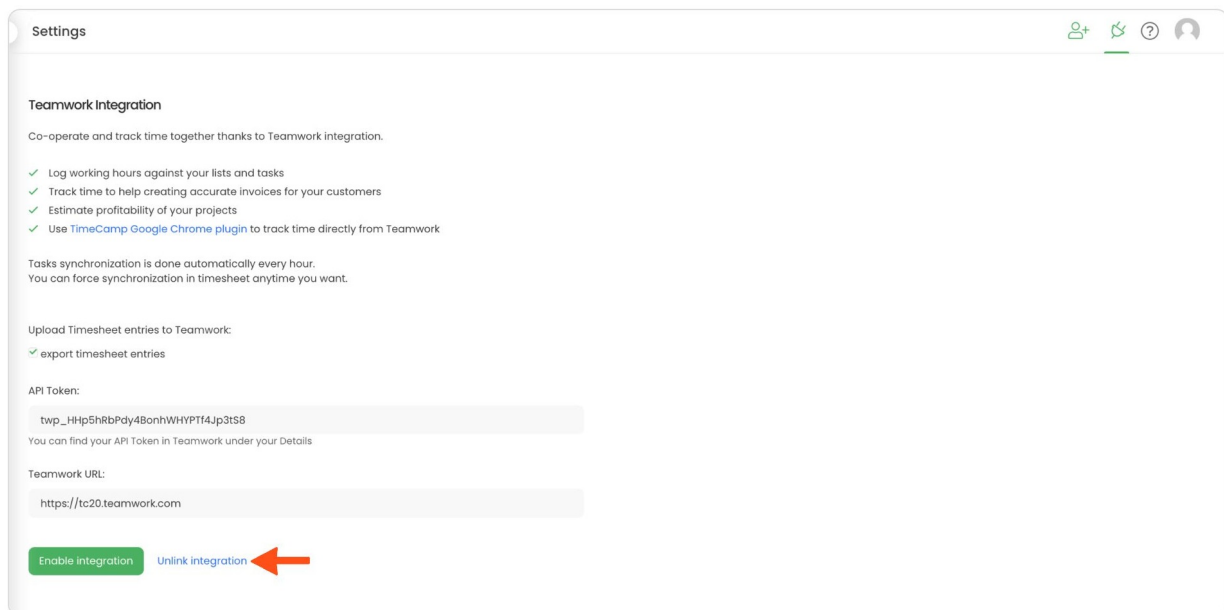 Settings
Teamwork Integration
Co-operate and track time together thanks to Teamwork integration.
Log working hours against your lists and tasks
Track time to help creating accurate invoices for your customers
Estimate profitability of your projects
Use TimeCamp Google Chrome plugin to track time directly from Teamwork
Tasks synchronization is done automatically every hour.
You can force synchronization in timesheet anytime you want.
Upload Timesheet entries to Teamwork:
export timesheet entries
API Token:
twp_HHp5hRbPdy4BonhWHYPTf4Jp3tS8
You can find your API Token in Teamwork under your Details
Teamwork URL:
https://tc20.teamwork.com
Enable integration Unlink integration